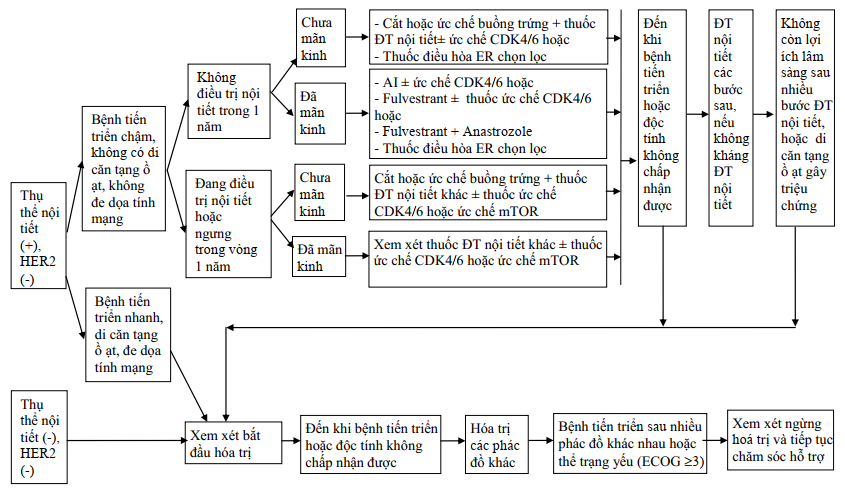 Thụ
thể nội
tiết
(+),
HER2
(-)
Bệnh tiến
triển chậm,
không có di
căn tạng ồ
ạt, không
đe dọa tính
mạng
Không
điều trị nội
tiết trong 1
năm
Chưa
mãn
kinh
- Cắt hoặc ức chế buồng trứng + thuốc
ĐT nội tiết± ức chế CDK4/6 hoặc
- Thuốc điều hòa ER chọn lọc
Đã
mãn
kinh
- AI ± ức chế CDK4/6 hoặc
- Fulvestrant ± thuốc ức chế CDK4/6
hoặc
- Fulvestrant + Anastrozole
- Thuốc điều hòa ER chọn lọc
Đang điều
trị nội tiết
hoặc
ngưng
trong vòng
1 năm
Chưa
mãn
kinh
Cắt hoặc ức chế buồng trứng + thuốc
ĐT nội tiết khác ± thuốc ức chế
CDK4/6 hoặc ức chế mTOR
Đã mãn
kinh
Xem xét thuốc ĐT nội tiết khác ± thuốc
ức chế CDK4/6 hoặc ức chế mTOR
Đến
khi
bệnh
tiến
triển
hoặc
độc
tính
không
chấp
nhận
được
ĐT
nội
tiết
các
bước
sau,
nếu
không
kháng
ĐT
nội
tiết
Không
còn lợi
ích lâm
sàng sau
nhiều
bước ĐT
nội tiết,
hoặc di
căn tạng
ồ ạt gây
triệu
chứng
Bệnh tiến
triển nhanh,
di căn tạng
ồ ạt, đe dọa
tính mạng
Thụ
thể nội
tiết (-),
HER2
(-)
Xem xét bắt
đầu hóa trị
Đến khi bệnh tiến triển
hoặc độc tính không
chấp nhận được
Hóa trị
các phác
đồ khác
Bệnh tiến triển sau nhiều
phác đồ khác nhau hoặc
thể trạng yếu (ECOG ≥3)
Xem xét ngừng
hoá trị và tiếp tục
chăm sóc hỗ trợ